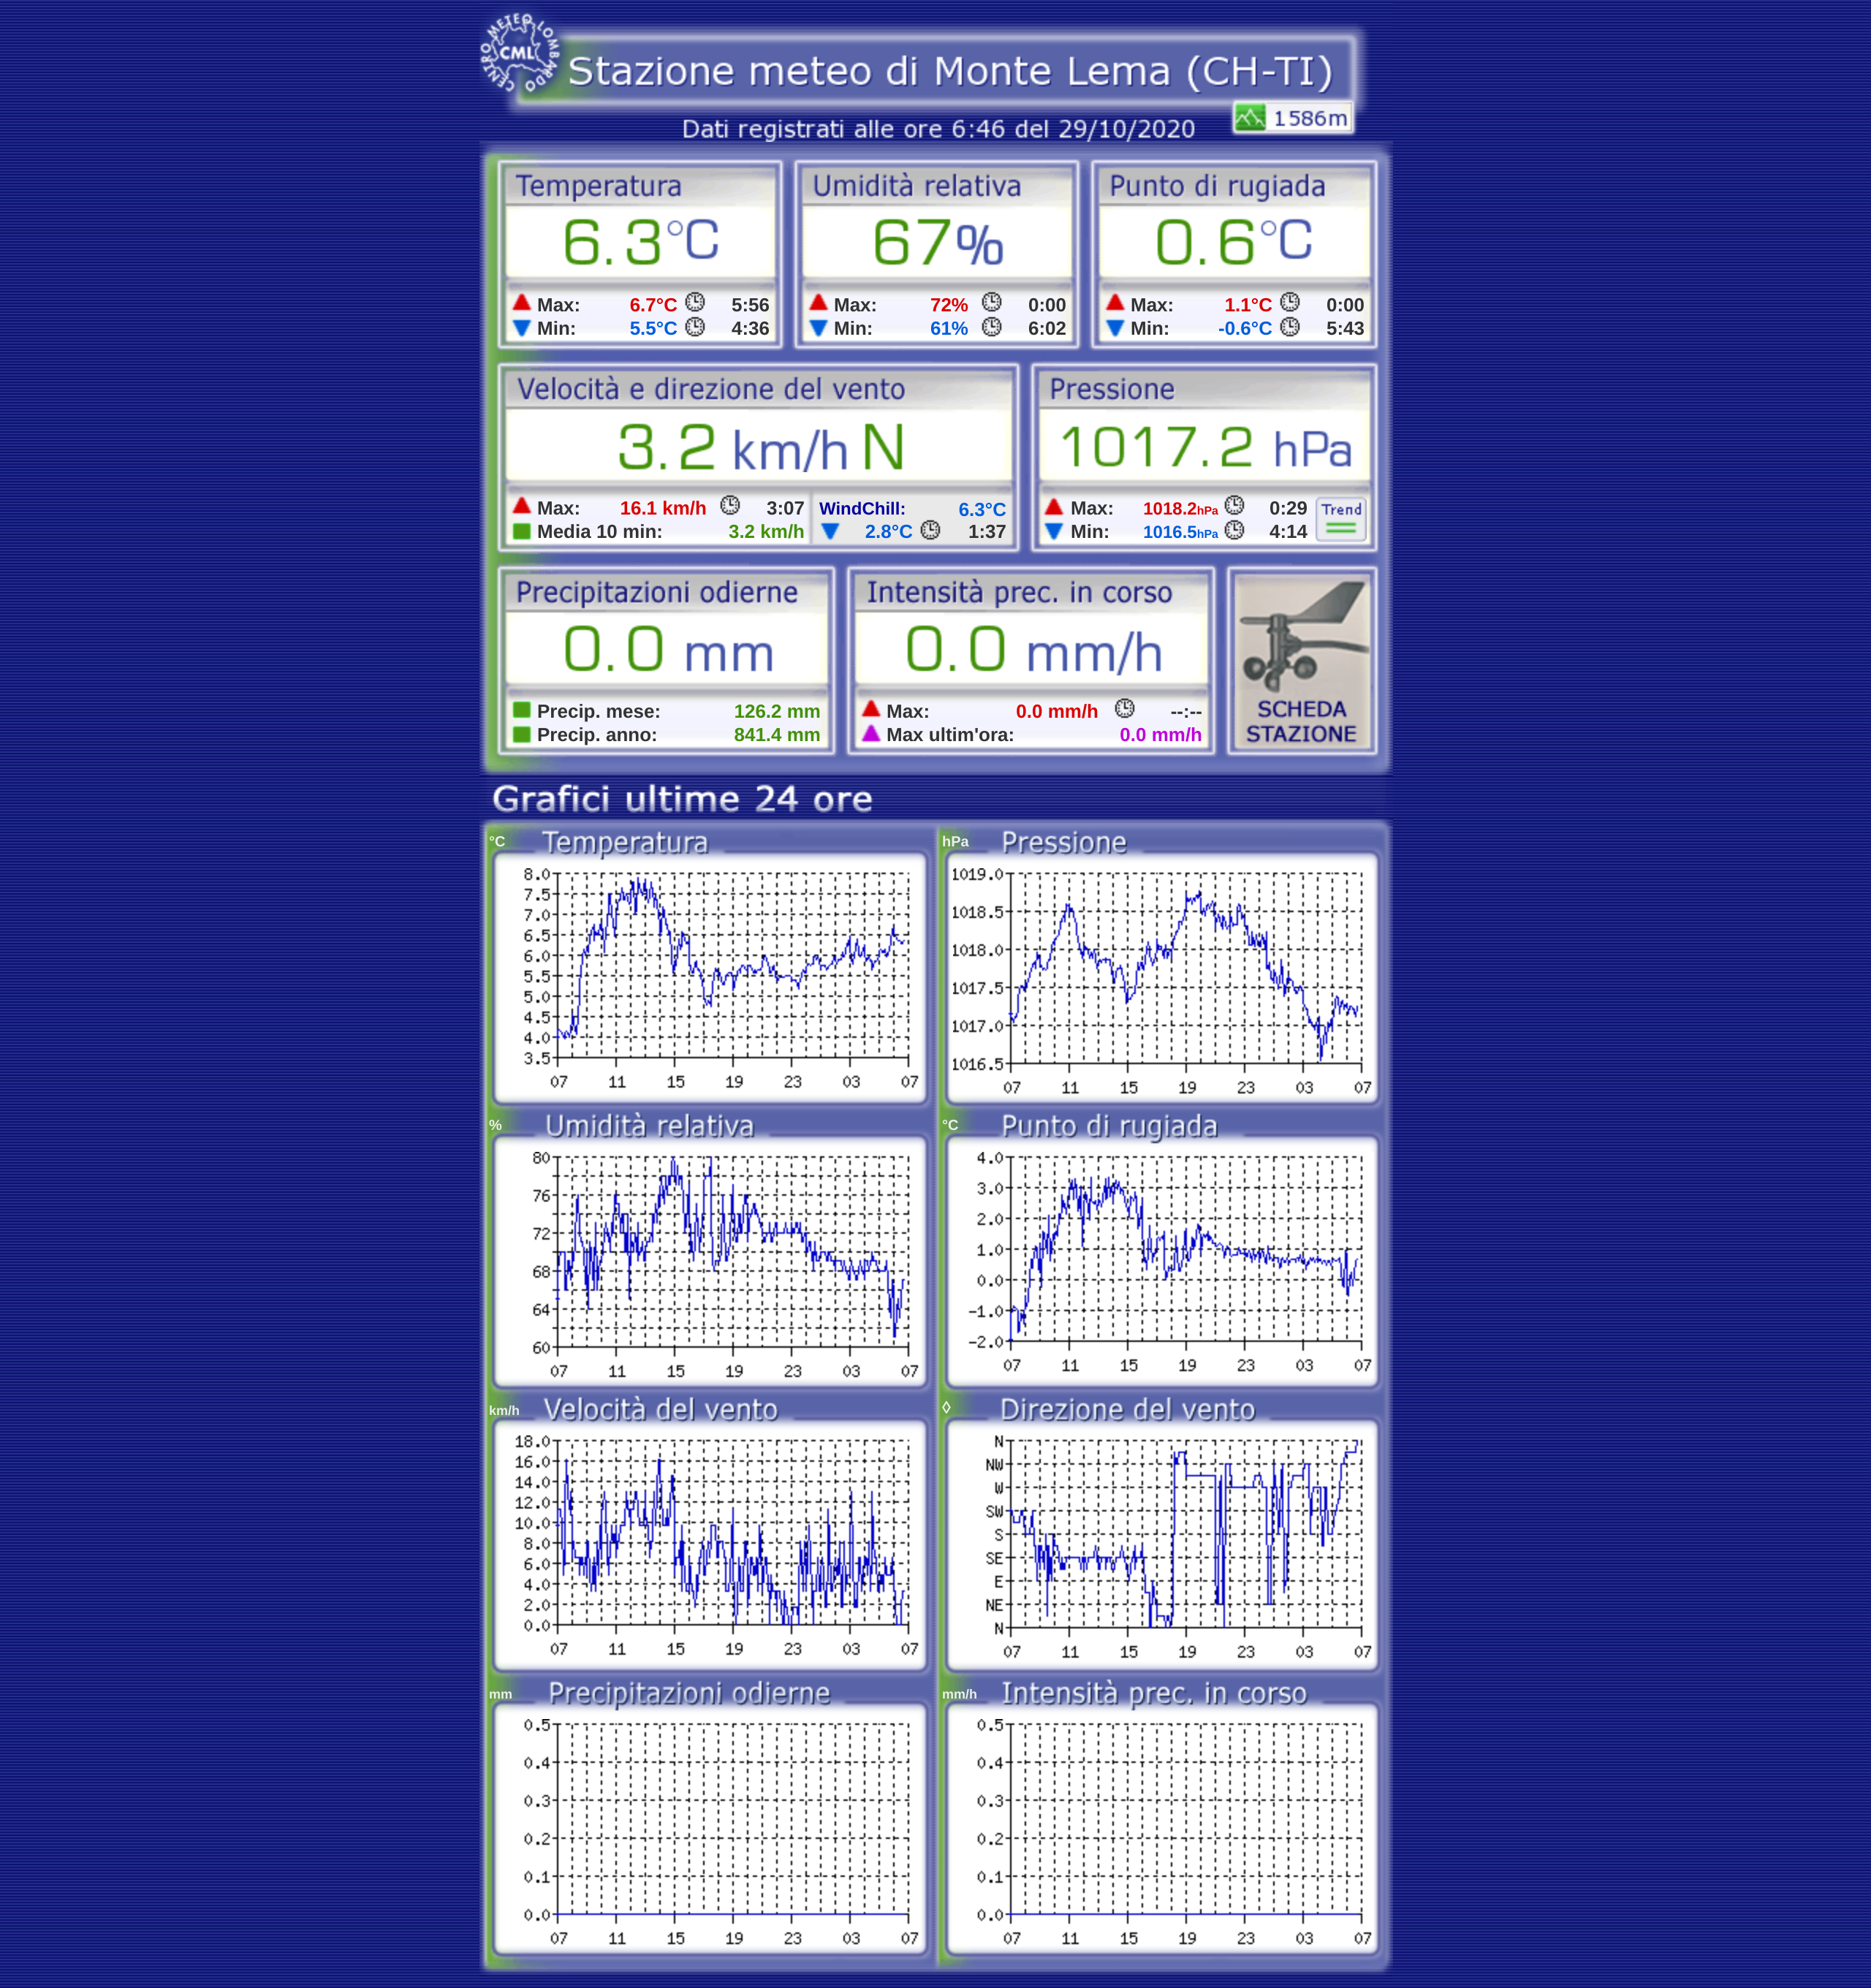 CENTRO METEO LOMBARDO
CML
Stazione meteo di Monte Lema (CH-TI)
1586m
Dati registrati alle ore 6:46 del 29/10/2020
Temperatura Umidità relativa Punto di rugiada
6.3°C 67% 0.6°C
Max: 6.7°C 5:56 Max: 72% 0:00 Max: 1.1°C 0:00
Min: 5.5°C 4:36 Min: 61% 6:02 Min: -0.6°C 5:43
Velocità e direzione del vento Pressione
3.2 km/h N 1017.2 hPa
Max: 16.1 km/h 3:07 WindChill: 6.3°C Max: 1018.2hPa 0:29 Trend
Media 10 min: 3.2 km/h 2.8°C 1:37 Min: 1016.5hPa 4:14
Precipitazioni odierne Intensità prec. in corso
0.0 mm 0.0 mm/h
Precip. mese: 126.2 mm Max: 0.0 mm/h --:-- SCHEDA
Precip. anno: 841.4 mm Max ultim'ora: 0.0 mm/h STAZIONE
Grafici ultime 24 ore
°C Temperatura
8.0
7.5
7.0
6.5
6.0
5.5
5.0
4.5
4.0
3.5
07 11 15 19 23 03 07
hPa Pressione
1019.0
1018.5
1018.0
1017.5
1017.0
1016.5
07 11 15 19 23 03 07
% Umidità relativa
80
76
72
68
64
60
07 11 15 19 23 03 07
°C Punto di rugiada
4.0
3.0
2.0
1.0
0.0
-1.0
-2.0
07 11 15 19 23 03 07
km/h Velocità del vento
18.0
16.0
14.0
12.0
10.0
8.0
6.0
4.0
2.0
0.0
07 11 15 19 23 03 07
◊ Direzione del vento
N
NW
W
SW
S
SE
E
NE
N
07 11 15 19 23 03 07
mm Precipitazioni odierne
0.5
0.4
0.3
0.2
0.1
0.0
07 11 15 19 23 03 07
mm/h Intensità prec. in corso
0.5
0.4
0.3
0.2
0.1
0.0
07 11 15 19 23 03 07